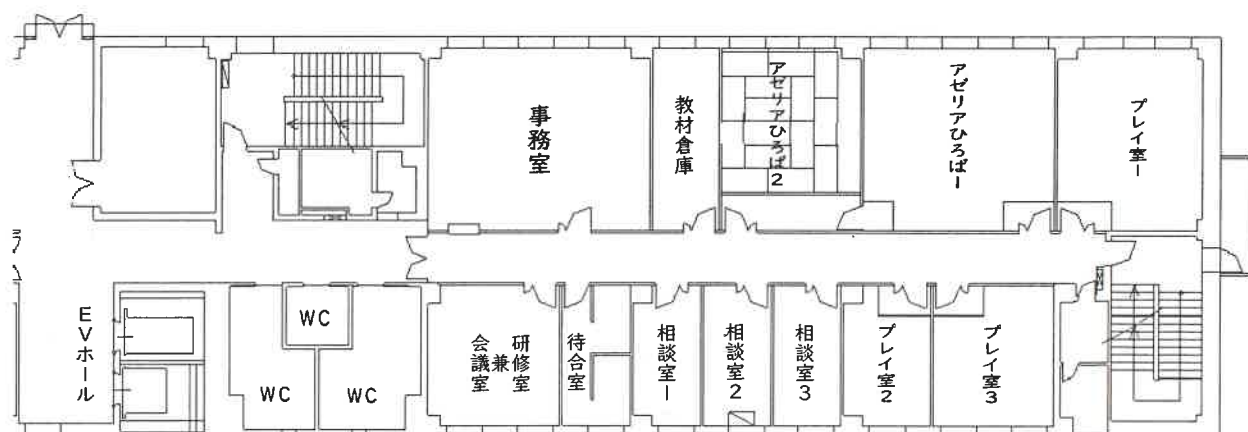 事務室
教材倉庫
アゼリアひろば2
アゼリアひろば1
プレイ室1
EVホール
WC
WC
WC
研修室
兼
会議室
待合室
相談室1
相談室2
相談室3
プレイ室2
プレイ室3